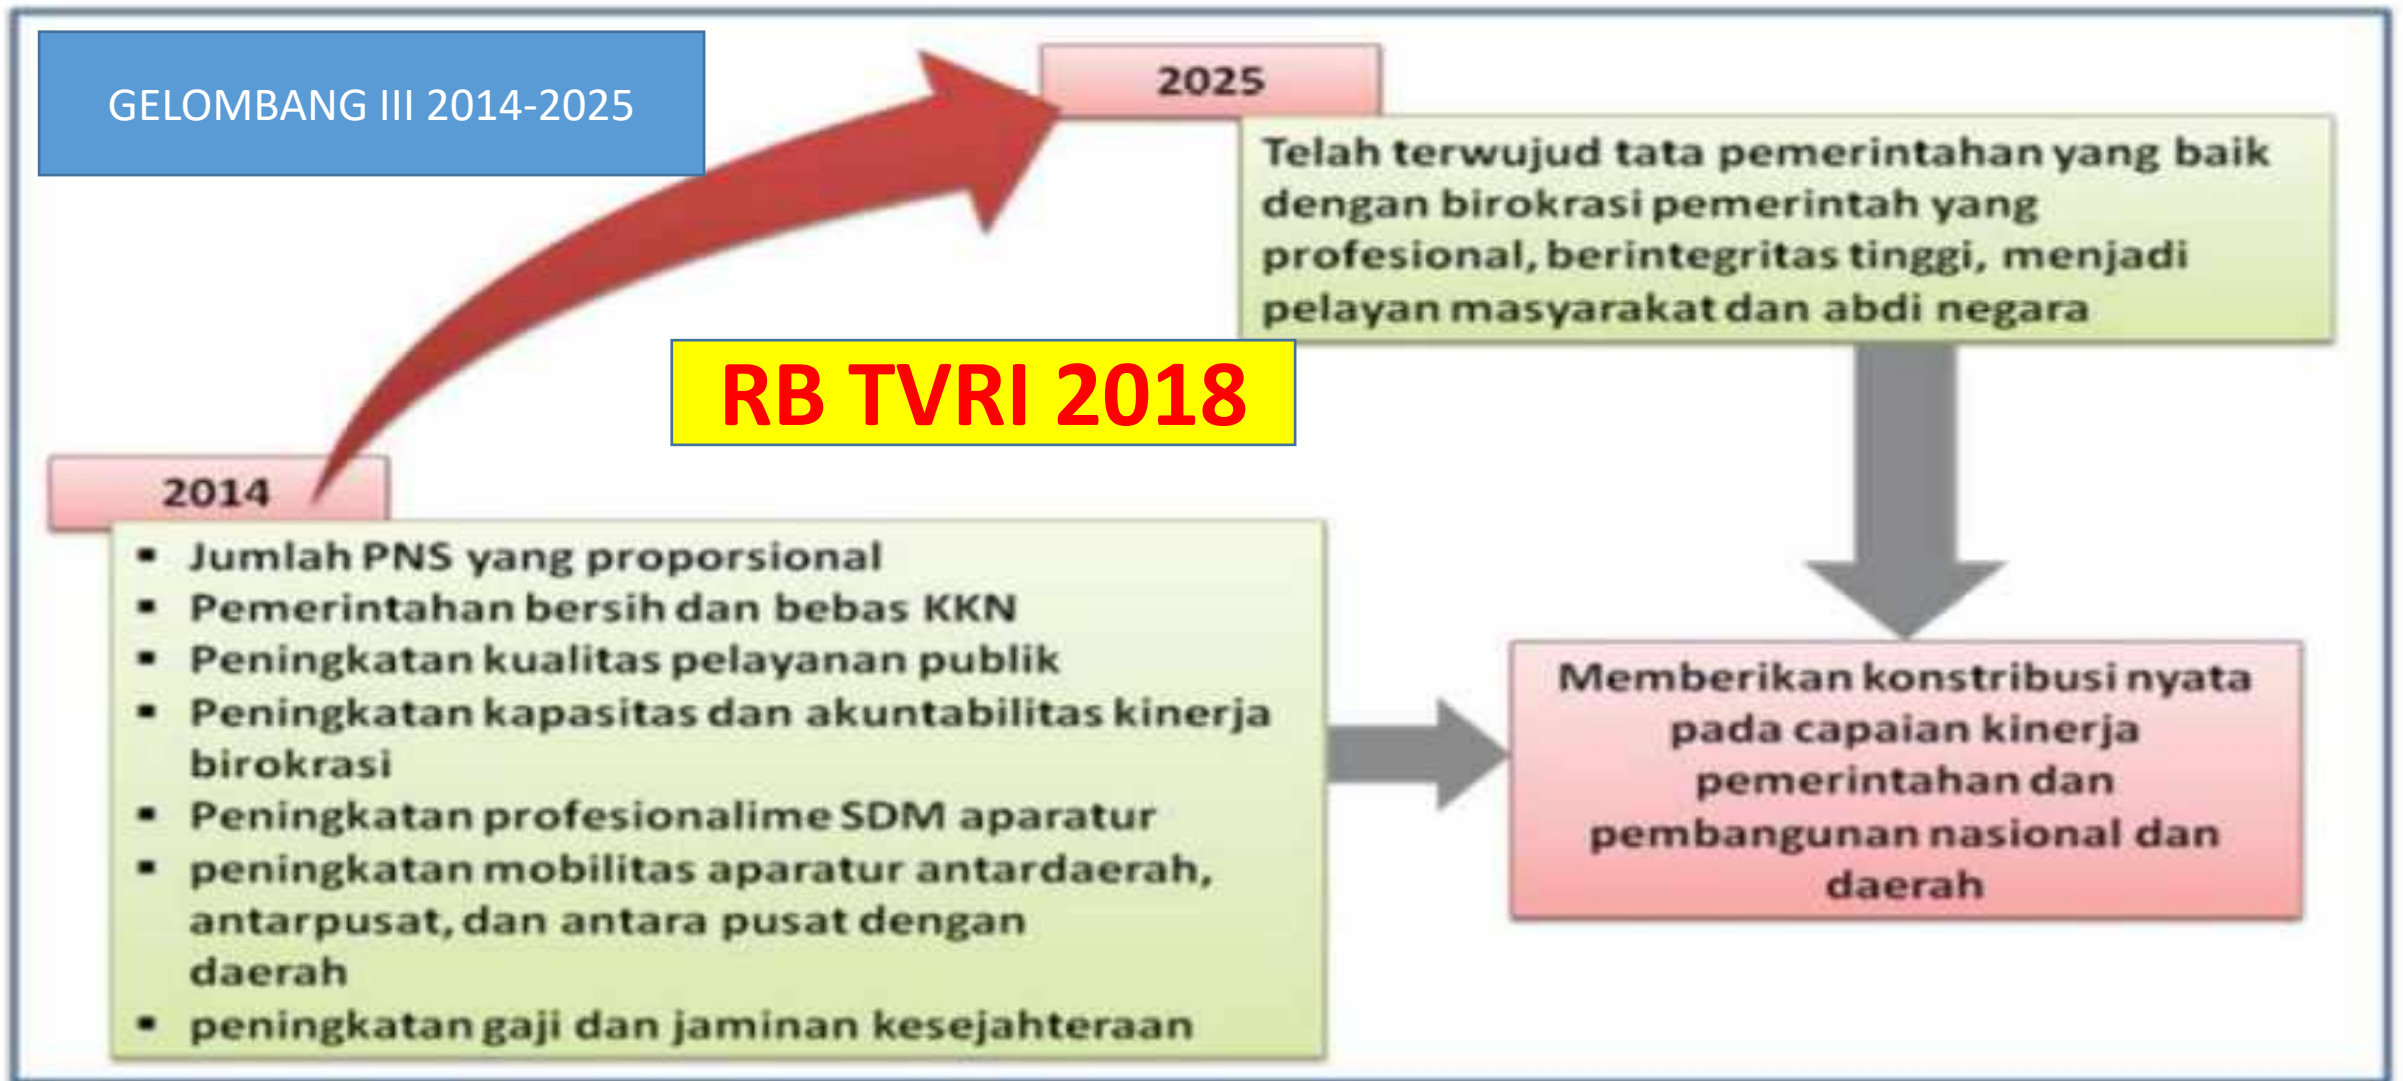 GELOMBANG III 2014-2025
2025
Telah terwujud tata pemerintahan yang baik
dengan birokrasi pemerintah yang
profesional, berintegritas tinggi, menjadi
pelayan masyarakat dan abdi negara
RB TVRI 2018
2014
▪ Jumlah PNS yang proporsional
▪ Pemerintahan bersih dan bebas KKN
▪ Peningkatan kualitas pelayanan publik
▪ Peningkatan kapasitas dan akuntabilitas kinerja
birokrasi
▪ Peningkatan profesionalime SDM aparatur
▪ peningkatan mobilitas aparatur antardaerah,
antarpusat, dan antara pusat dengan
daerah
▪ peningkatan gaji dan jaminan kesejahteraan
Memberikan konstribusi nyata
pada capaian kinerja
pemerintahan dan
pembangunan nasional dan
daerah